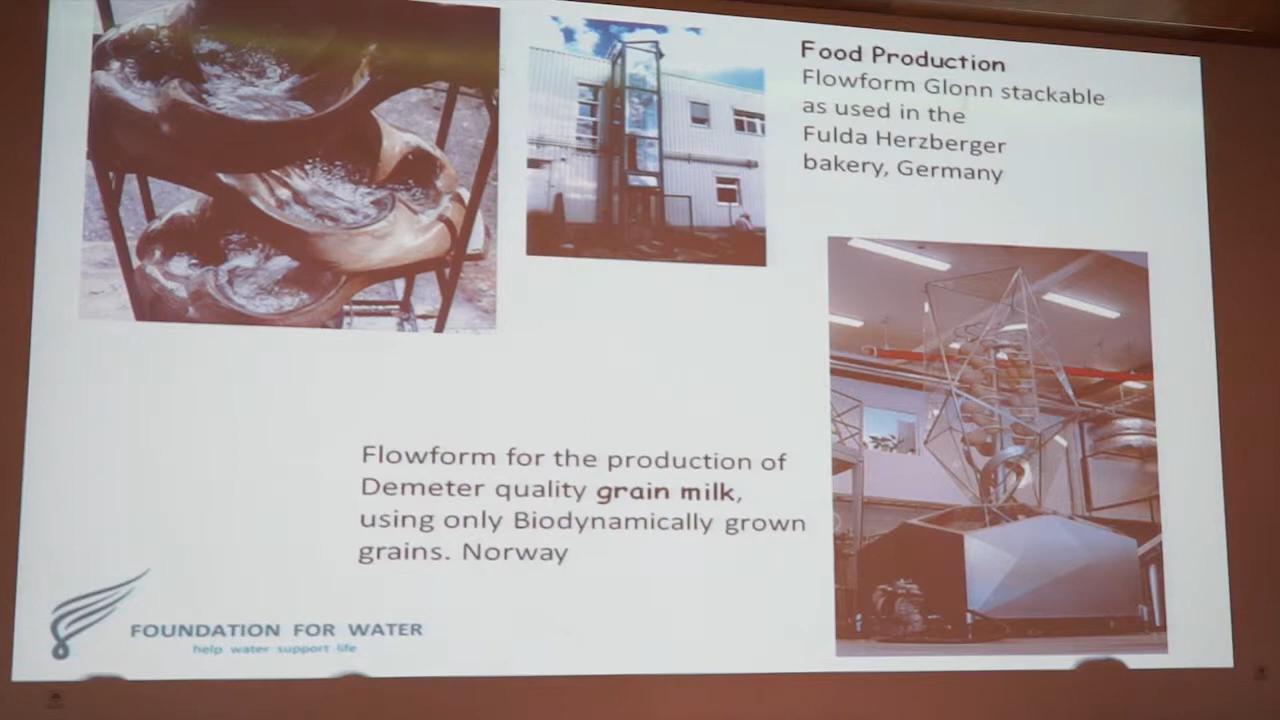 Food Production
Flowform Glonn stackable
as used in the
Fulda Herzberger
bakery, Germany
Flowform for the production of
Demeter quality grain milk,
using only Biodynamically grown
grains. Norway
FOUNDATION FOR WATER
help water support life